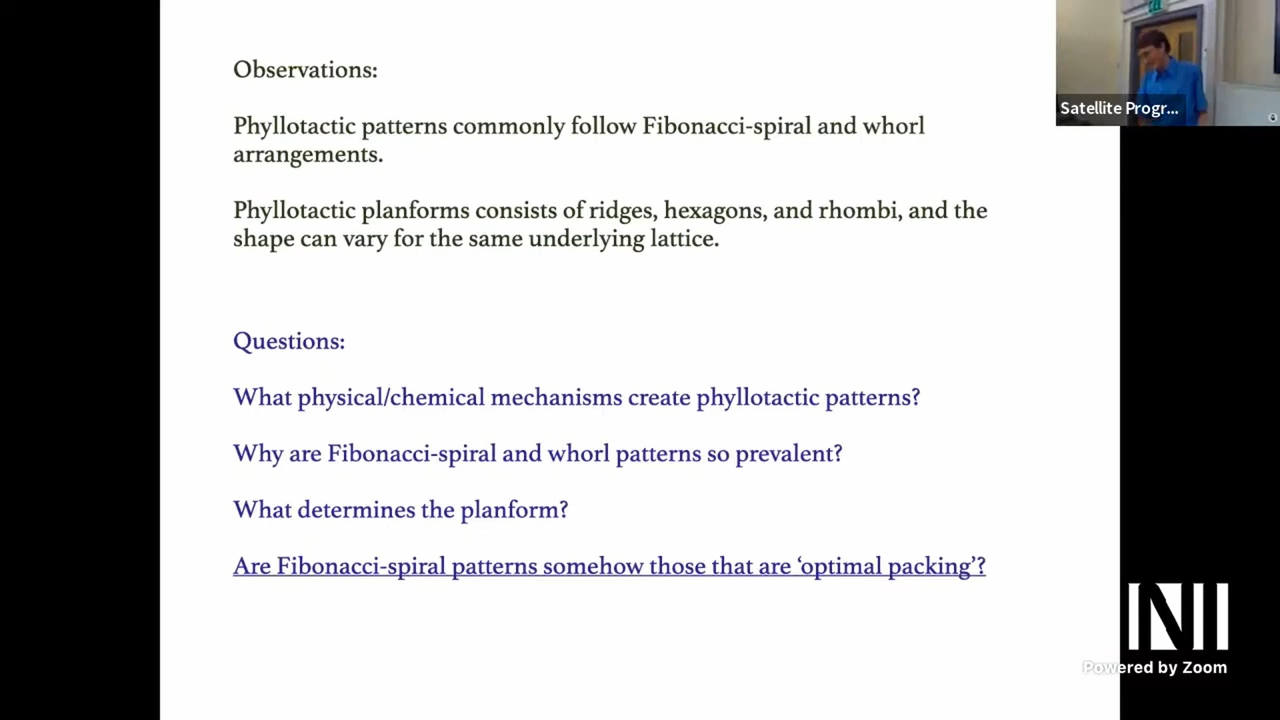 Observations:
Phyllotactic patterns commonly follow Fibonacci-spiral and whorl
arrangements.
Phyllotactic planforms consists of ridges, hexagons, and rhombi, and the
shape can vary for the same underlying lattice.
Questions:
What physical/chemical mechanisms create phyllotactic patterns?
Why are Fibonacci-spiral and whorl patterns so prevalent?
What determines the planform?
Are Fibonacci-spiral patterns somehow those that are ‘optimal packing’?
Satellite Progr...
Powered by Zoom